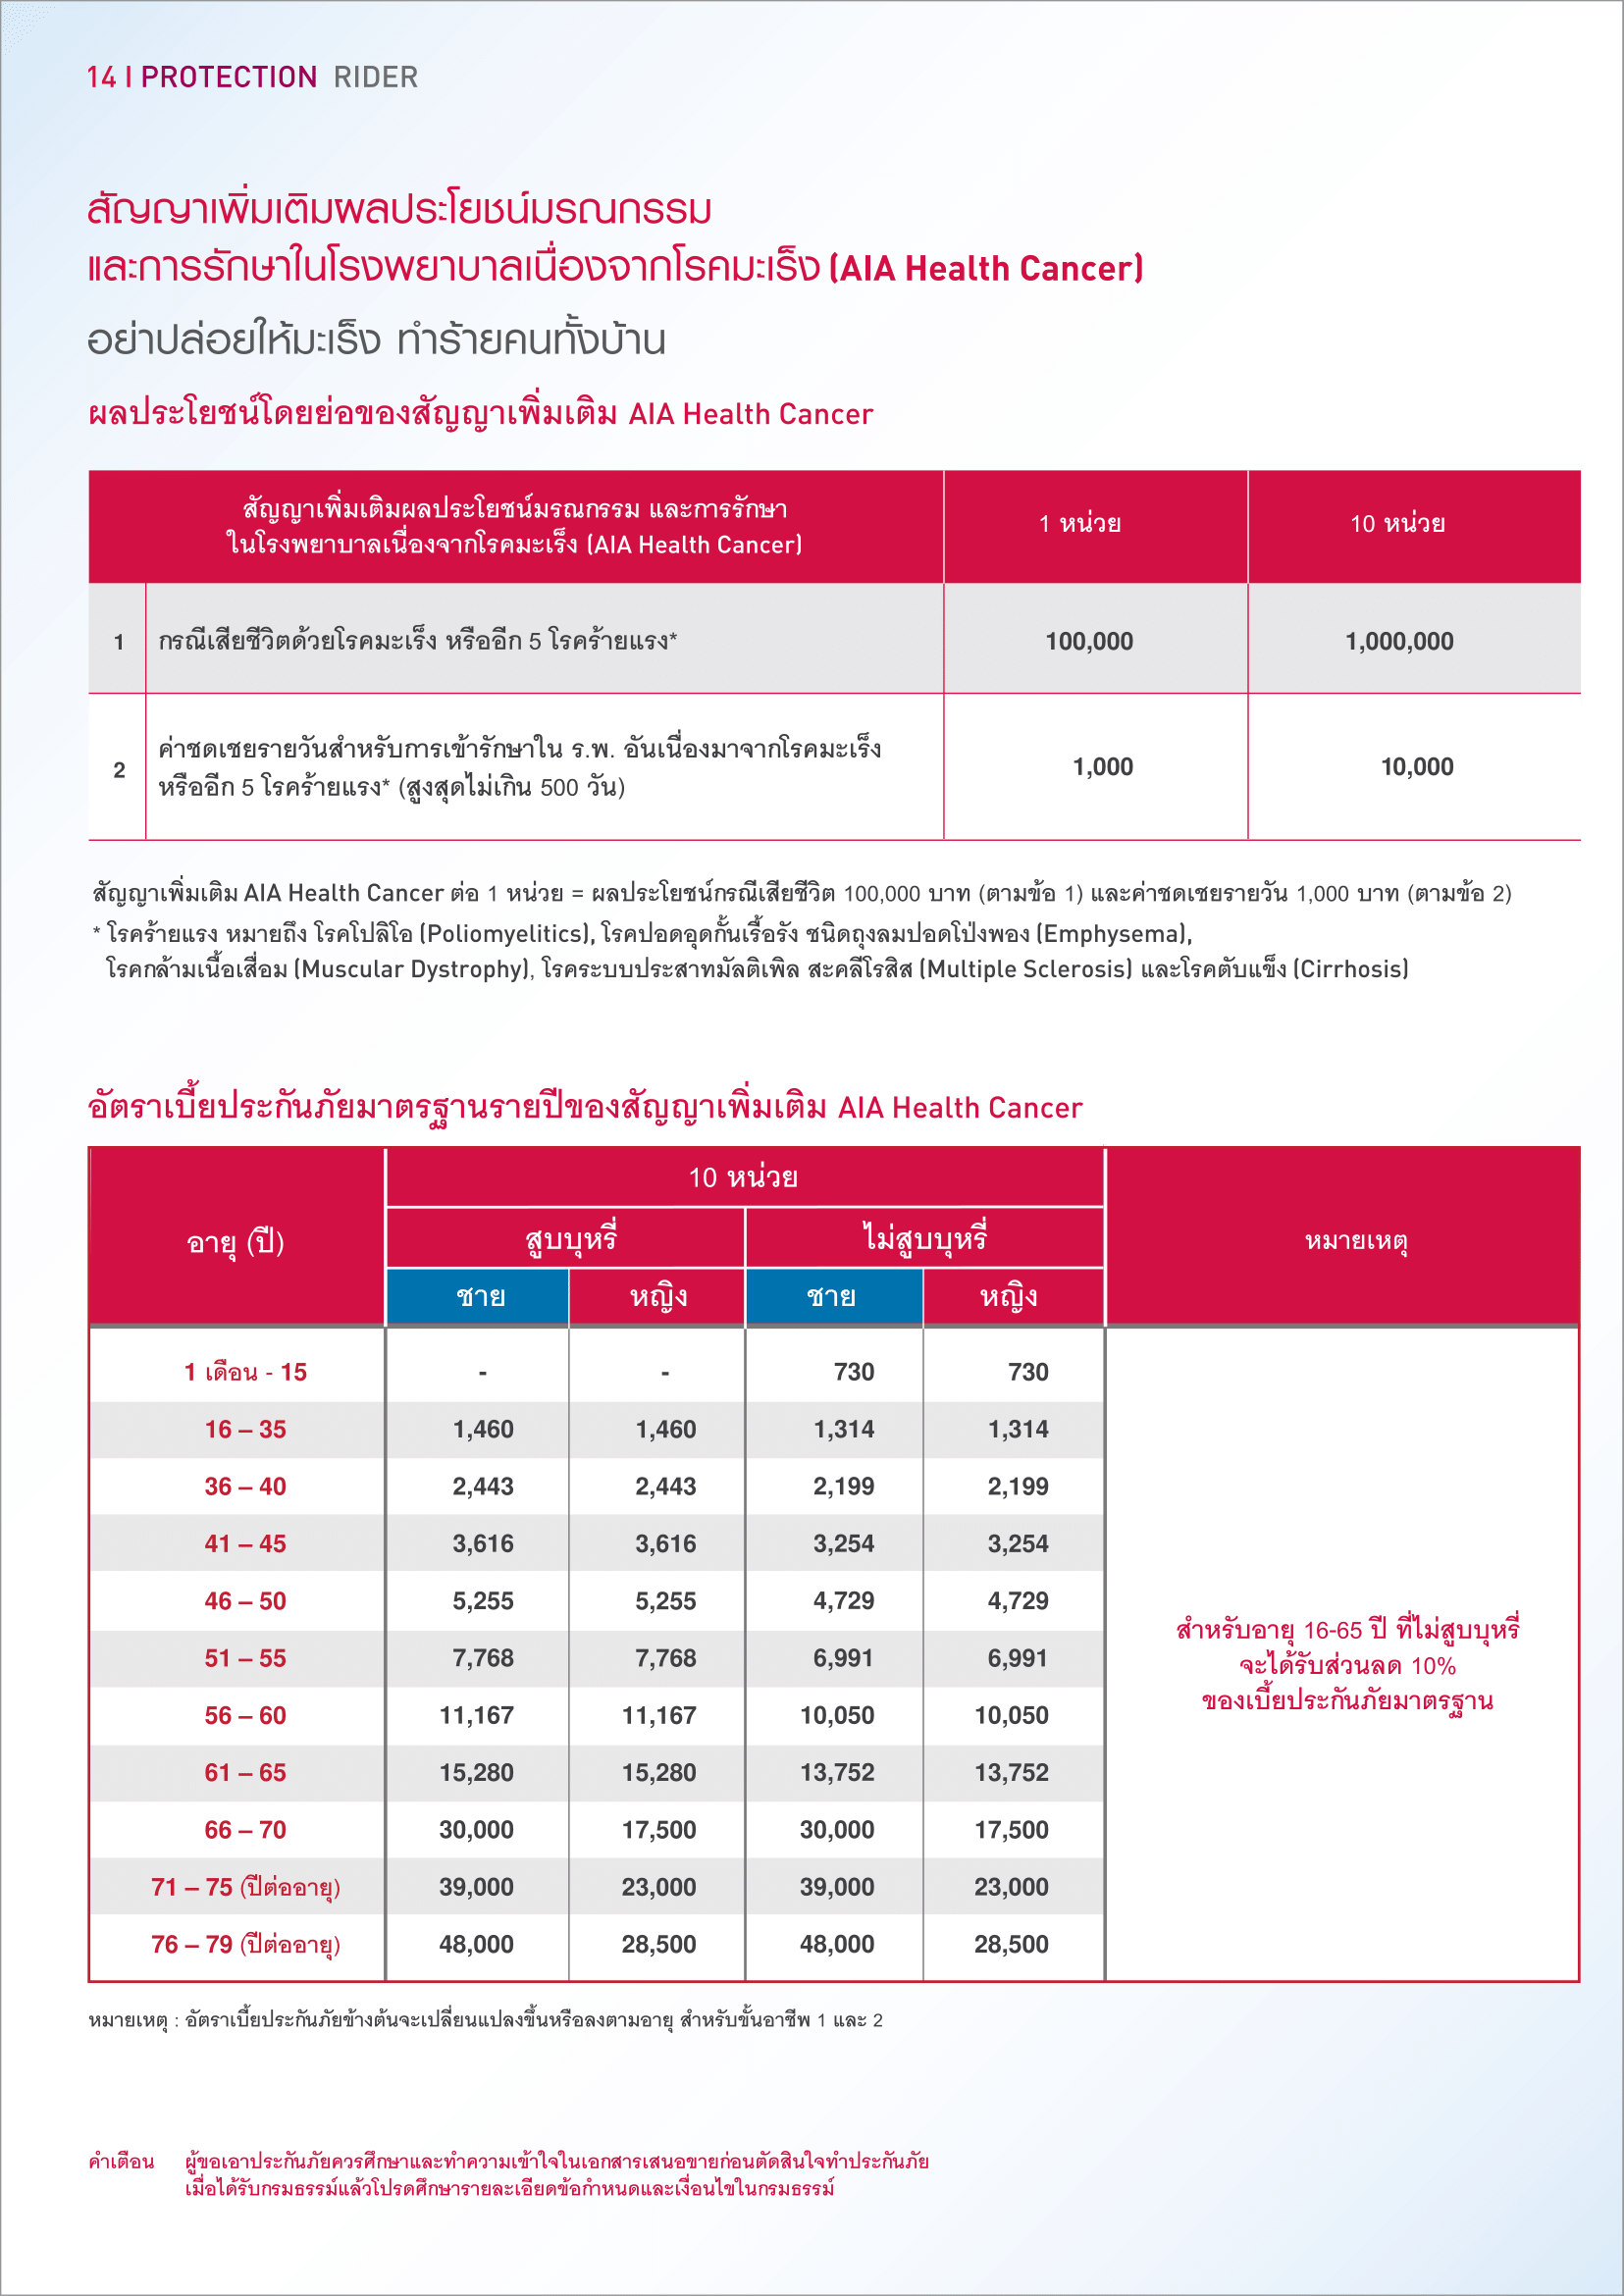 14 I PROTECTION RIDER
สัญญาเพิ่มเติมผลประโยชน์มรณกรรม
และการรักษาในโรงพยาบาลเนื่องจากโรคมะเร็ง (AIA Health Cancer)
อย่าปล่อยให้มะเร็ง ทำร้ายคนทั้งบ้าน
ผลประโยชน์โดยย่อของสัญญาเพิ่มเติม AIA Health Cancer
สัญญาเพิ่มเติมผลประโยชน์มรณกรรม และการรักษา
ในโรงพยาบาลเนื่องจากโรคมะเร็ง (AIA Health Cancer)
1 หน่วย
10 หน่วย
1 กรณีเสียชีวิตด้วยโรคมะเร็ง หรืออีก 5 โรคร้ายแรง* 100,000 1,000,000
2 ค่าชดเชยรายวันสำหรับการเข้ารักษาใน ร.พ. อันเนื่องมาจากโรคมะเร็ง
หรืออีก 5 โรคร้ายแรง* (สูงสุดไม่เกิน 500 วัน)
1,000 10,000
สัญญาเพิ่มเติม AIA Health Cancer ต่อ 1 หน่วย = ผลประโยชน์กรณีเสียชีวิต 100,000 บาท (ตามข้อ 1) และค่าชดเชยรายวัน 1,000 บาท (ตามข้อ 2)
* โรคร้ายแรง หมายถึง โรคโปลิโอ (Poliomyelitics), โรคปอดอุดกั้นเรื้อรัง ชนิดถุงลมปอดโป่งพอง (Emphysema),
โรคกล้ามเนื้อเสื่อม (Muscular Dystrophy), โรคระบบประสาทมัลติเพิล สะคลีโรสิส (Multiple Sclerosis) และโรคตับแข็ง (Cirrhosis)
อัตราเบี้ยประกันภัยมาตรฐานรายปีของสัญญาเพิ่มเติม AIA Health Cancer
อายุ (ปี)
10 หน่วย
หมายเหตุ
สูบบุหรี่ ไม่สูบบุหรี่
ชาย หญิง ชาย หญิง
1 เดือน - 15 - - 730 730
16 – 35 1,460 1,460 1,314 1,314
36 – 40 2,443 2,443 2,199 2,199
41 – 45 3,616 3,616 3,254 3,254
46 – 50 5,255 5,255 4,729 4,729
51 – 55 7,768 7,768 6,991 6,991
56 – 60 11,167 11,167 10,050 10,050
61 – 65 15,280 15,280 13,752 13,752
66 – 70 30,000 17,500 30,000 17,500
71 – 75 (ปีต่ออายุ) 39,000 23,000 39,000 23,000
76 – 79 (ปีต่ออายุ) 48,000 28,500 48,000 28,500
สำหรับอายุ 16-65 ปี ที่ไม่สูบบุหรี่
จะได้รับส่วนลด 10%
ของเบี้ยประกันภัยมาตรฐาน
หมายเหตุ : อัตราเบี้ยประกันภัยข้างต้นจะเปลี่ยนแปลงขึ้นหรือลงตามอายุ สำหรับขั้นอาชีพ 1 และ 2
คำเตือน ผู้ขอเอาประกันภัยควรศึกษาและทำความเข้าใจในเอกสารเสนอขายก่อนตัดสินใจทำประกันภัย
เมื่อได้รับกรมธรรม์แล้วโปรดศึกษารายละเอียดข้อกำหนดและเงื่อนไขในกรมธรรม์